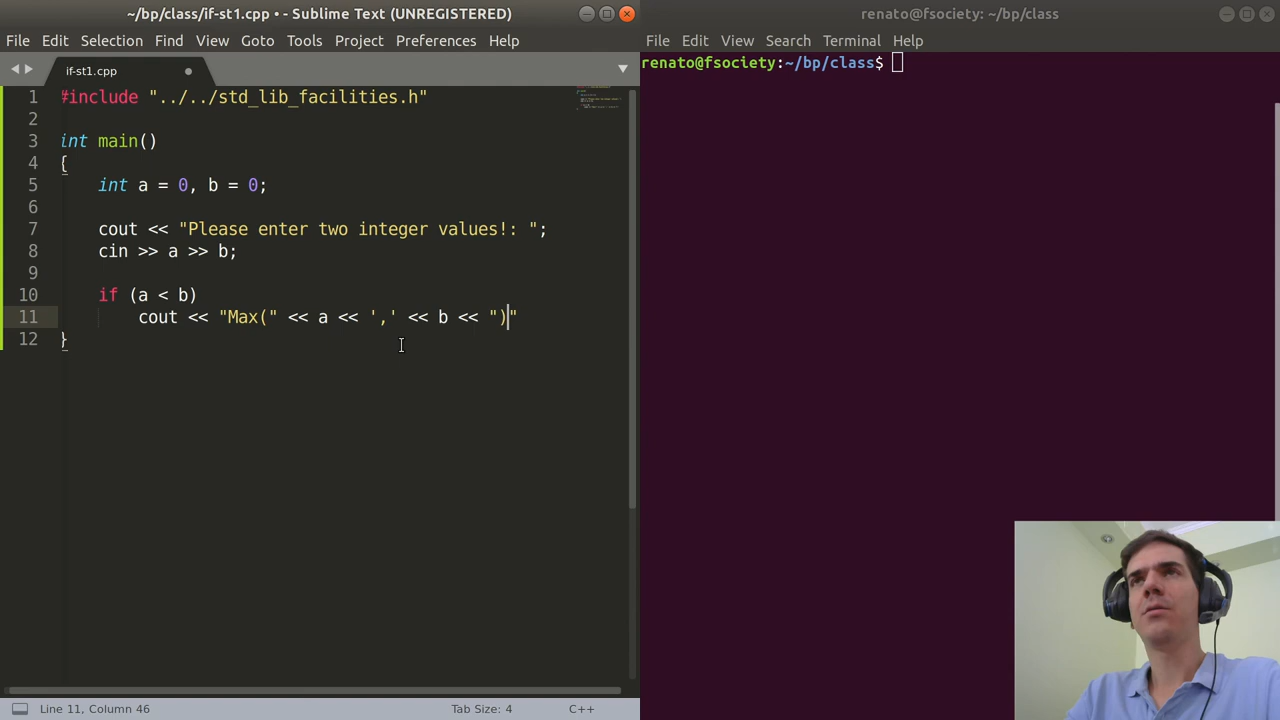 ~/bp/class/if-st1.cpp • - Sublime Text (UNREGISTERED)
File Edit Selection Find View Goto Tools Project Preferences Help
if-st1.cpp
1 #include "../../std_lib_facilities.h"
2
3 int main()
4 {
5 int a = 0, b = 0;
6
7 cout << "Please enter two integer values!: ";
8 cin >> a >> b;
9
10 if (a < b)
11 cout << "Max(" << a << ',' << b << ")"
12 }
Line 11, Column 46 Tab Size: 4 C++
renato@fsociety: ~/bp/class
File Edit View Search Terminal Help
renato@fsociety:~/bp/class$